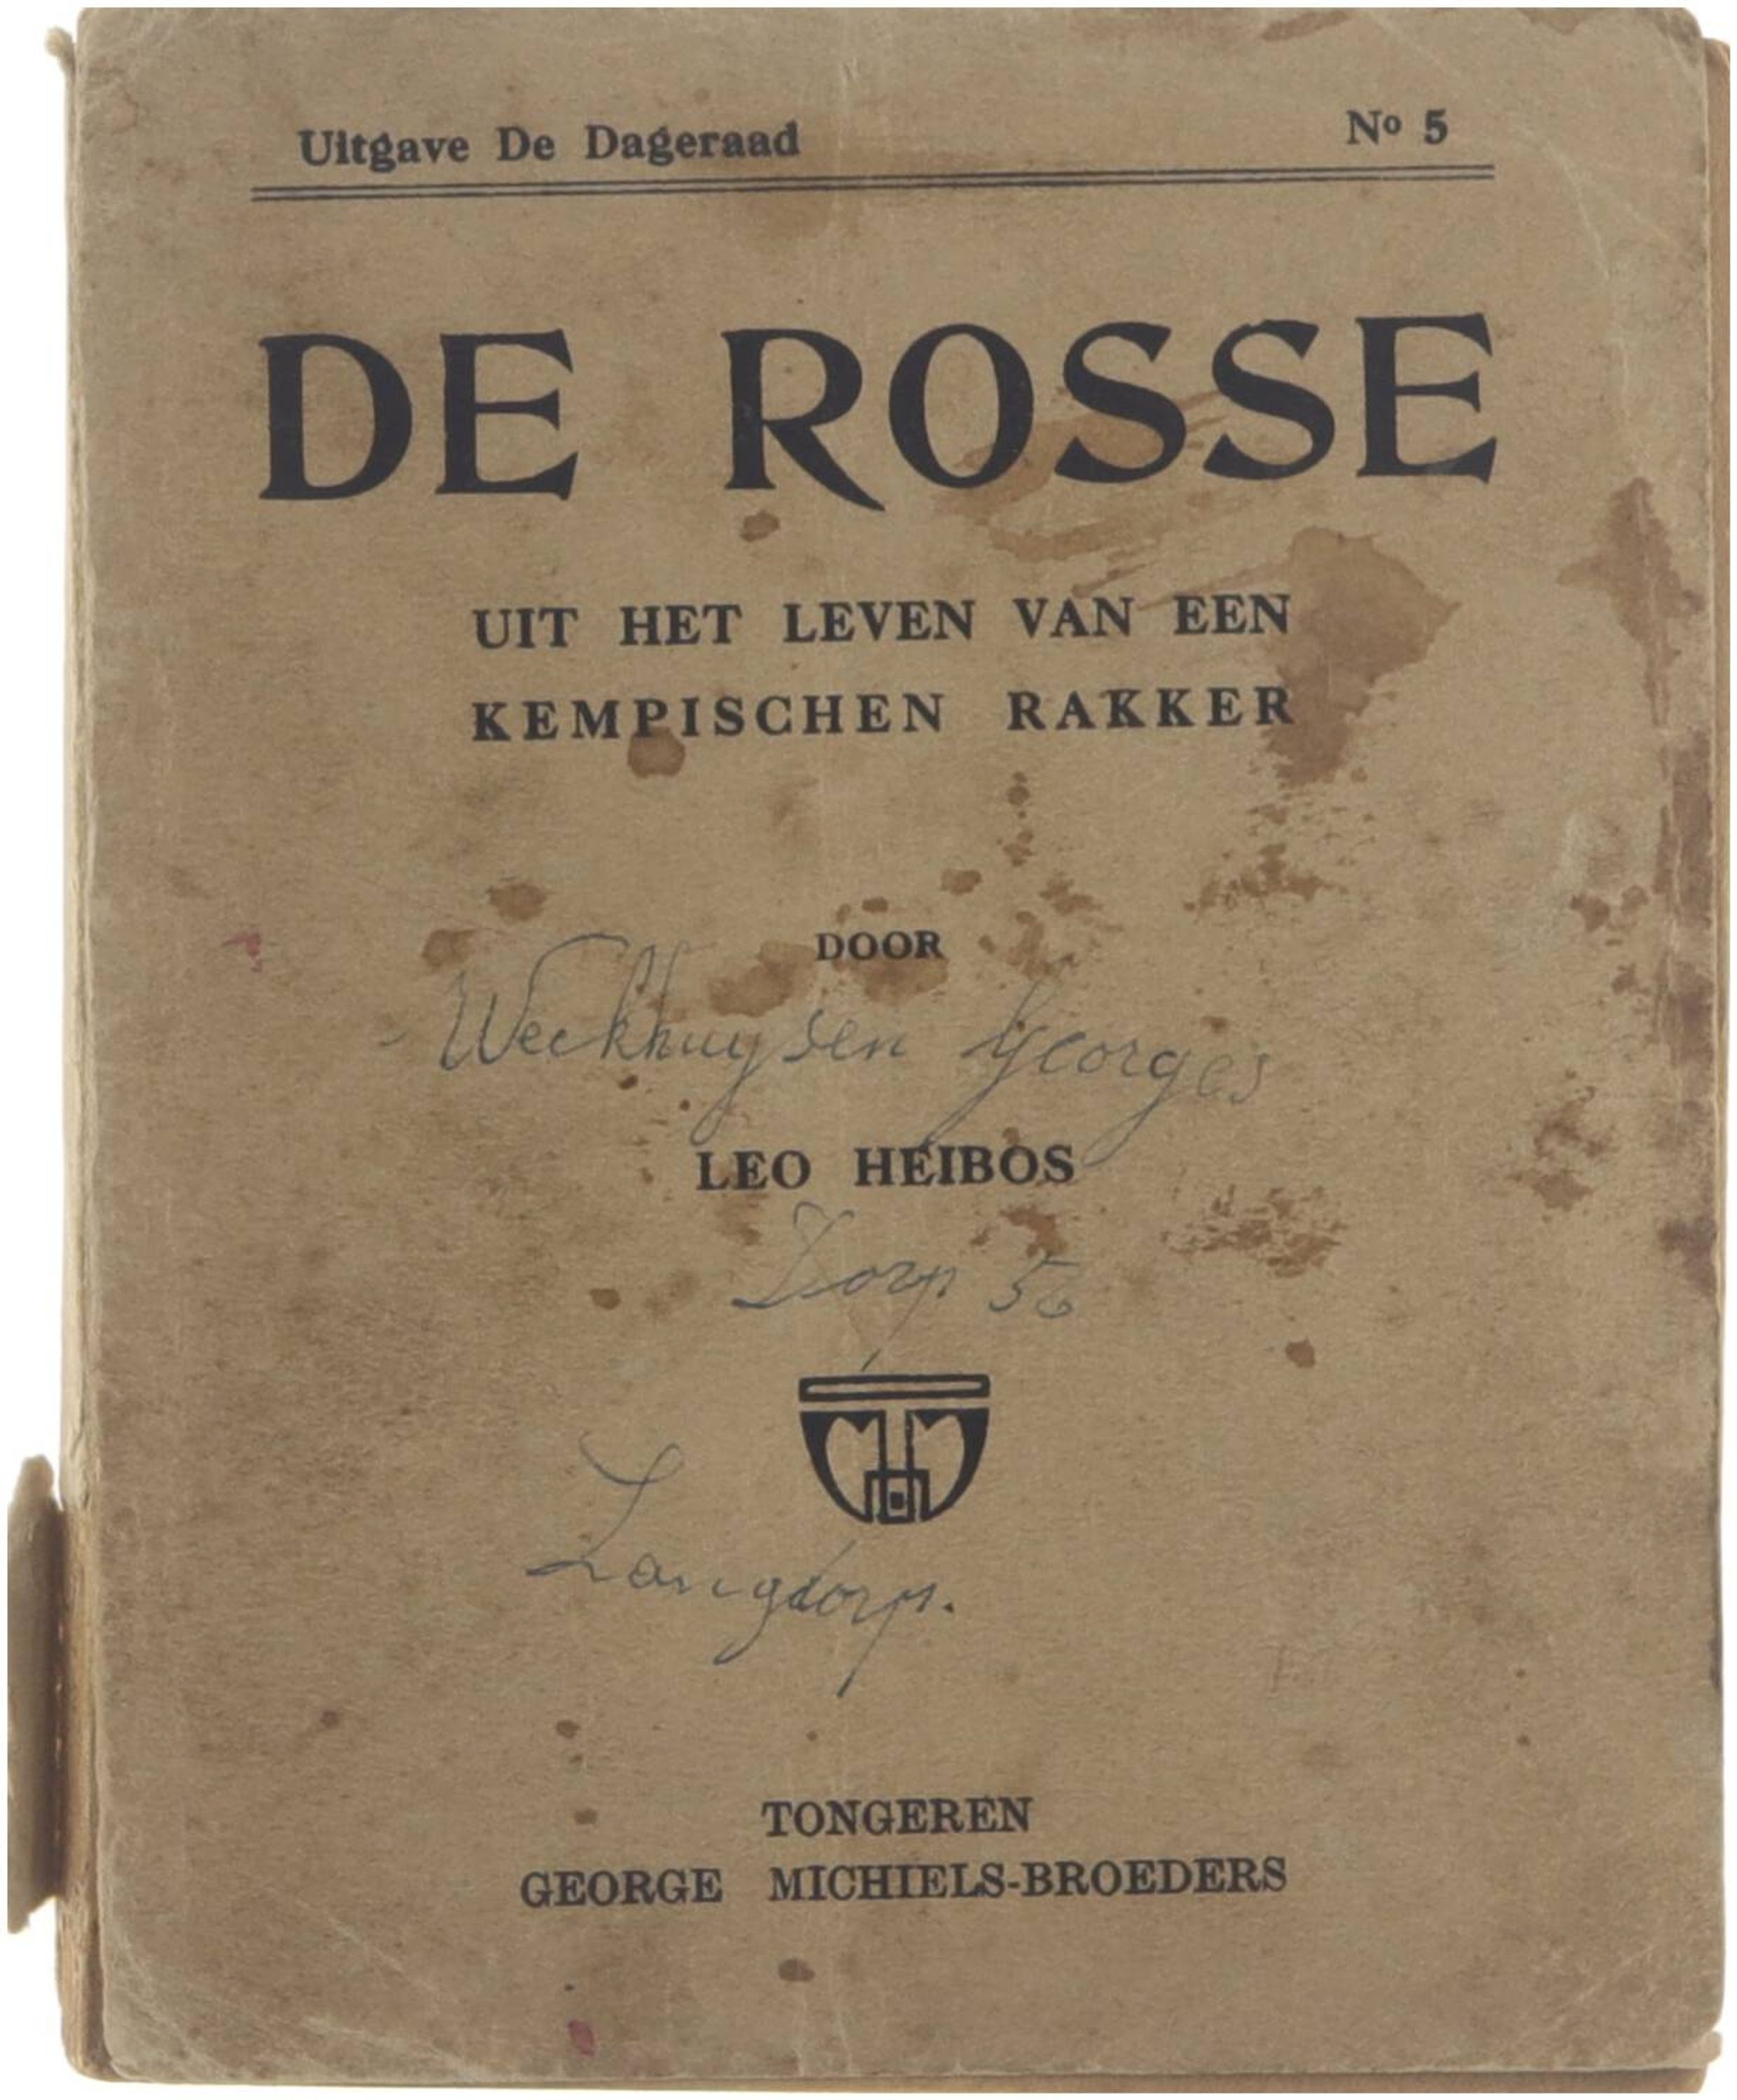 Uitgave De Dageraad Nº 5
DE ROSSE
UIT HET LEVEN VAN EEN
KEMPISCHEN RAKKER
DOOR
Weckhuysen Georges
LEO HEIBOS
Dorp 56
Langdorp.
TONGEREN
GEORGE MICHIELS-BROEDERS